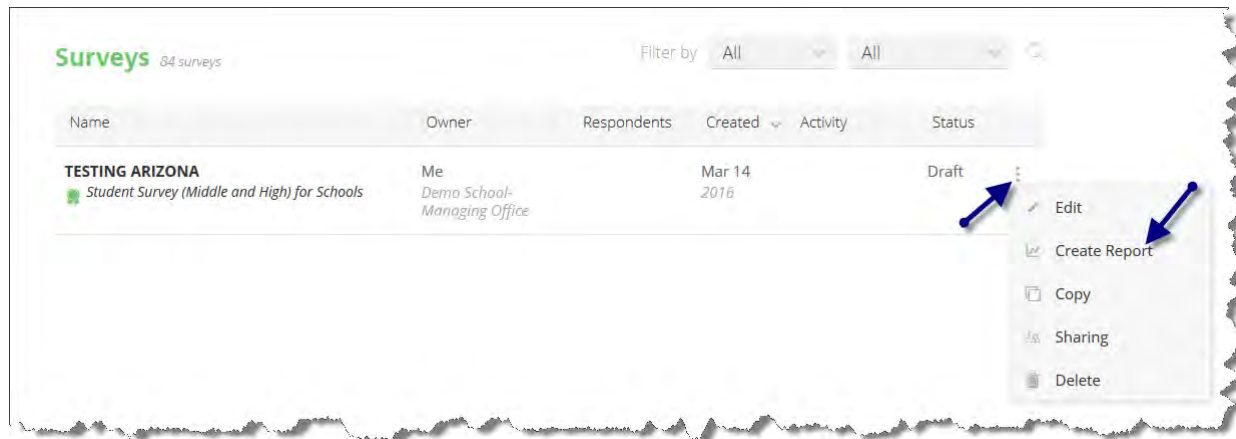 Surveys 84 surveys Filter by All All
Name Owner Respondents Created Activity Status
TESTING ARIZONA Me Mar 14 Draft
Student Survey (Middle and High) for Schools Demo School- 2016
Managing Office
Edit
Create Report
Copy
Sharing
Delete